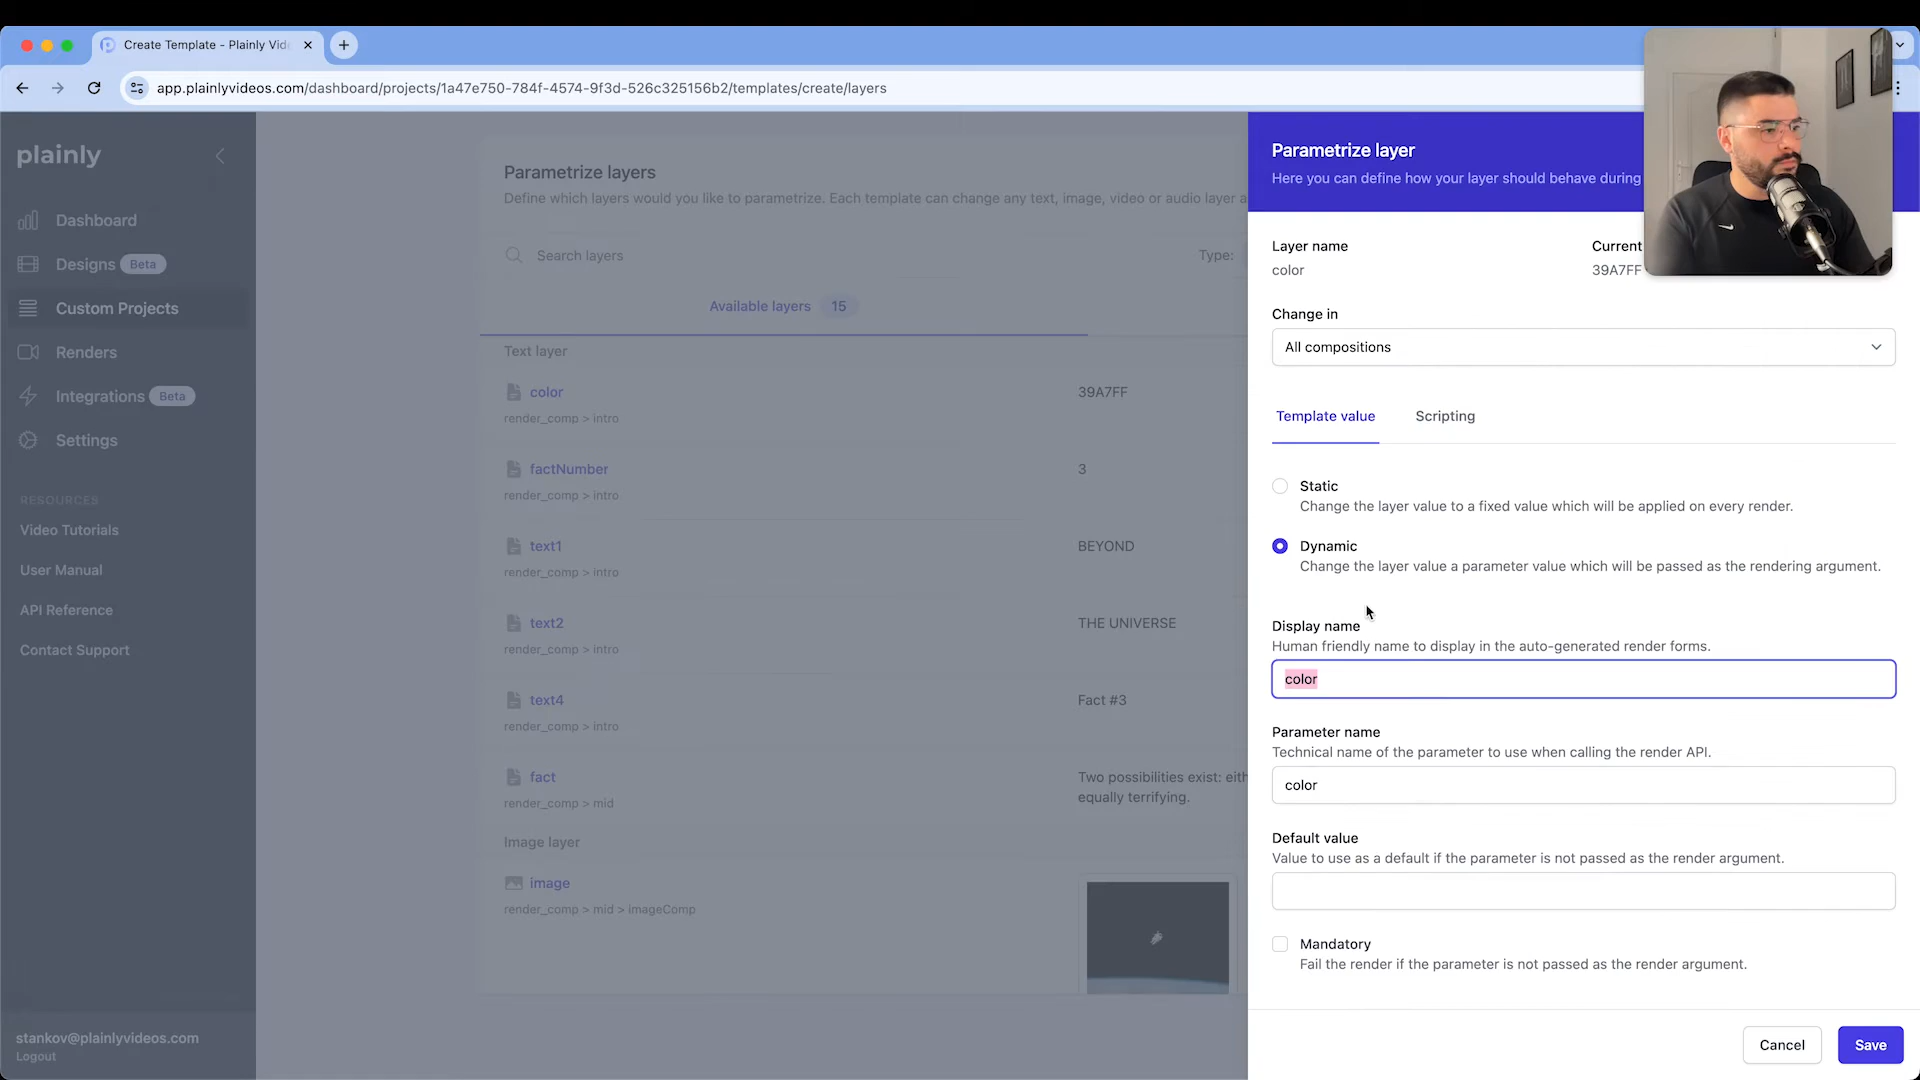 Create Template - Plainly Vid
app.plainlyvideos.com/dashboard/projects/1a47e750-784f-4574-9f3d-526c325156b2/templates/create/layers
plainly
Dashboard
Designs Beta
Custom Projects
Renders
Integrations Beta
Settings
RESOURCES
Video Tutorials
User Manual
API Reference
Contact Support
stankov@plainlyvideos.com
Logout
Parametrize layers
Define which layers would you like to parametrize. Each template can change any text, image, video or audio layer a
Search layers
Type:
Available layers 15
Text layer
color 39A7FF
render_comp > intro
factNumber 3
render_comp > intro
text1 BEYOND
render_comp > intro
text2 THE UNIVERSE
render_comp > intro
text4 Fact #3
render_comp > intro
fact Two possibilities exist: eith
render_comp > mid equally terrifying.
Image layer
image
render_comp > mid > imageComp
Parametrize layer
Here you can define how your layer should behave during
Layer name Current
color 39A7FF
Change in
All compositions
Template value Scripting
Static
Change the layer value to a fixed value which will be applied on every render.
Dynamic
Change the layer value a parameter value which will be passed as the rendering argument.
Display name
Human friendly name to display in the auto-generated render forms.
color
Parameter name
Technical name of the parameter to use when calling the render API.
color
Default value
Value to use as a default if the parameter is not passed as the render argument.
Mandatory
Fail the render if the parameter is not passed as the render argument.
Cancel Save